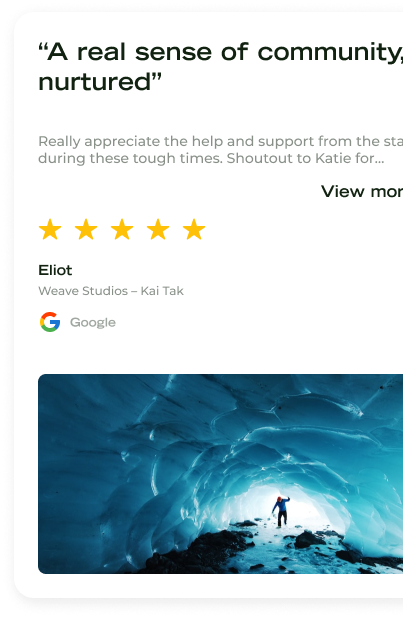 “A real sense of community,
nurtured”
Really appreciate the help and support from the sta
during these tough times. Shoutout to Katie for...
View mor
Eliot
Weave Studios – Kai Tak
Google